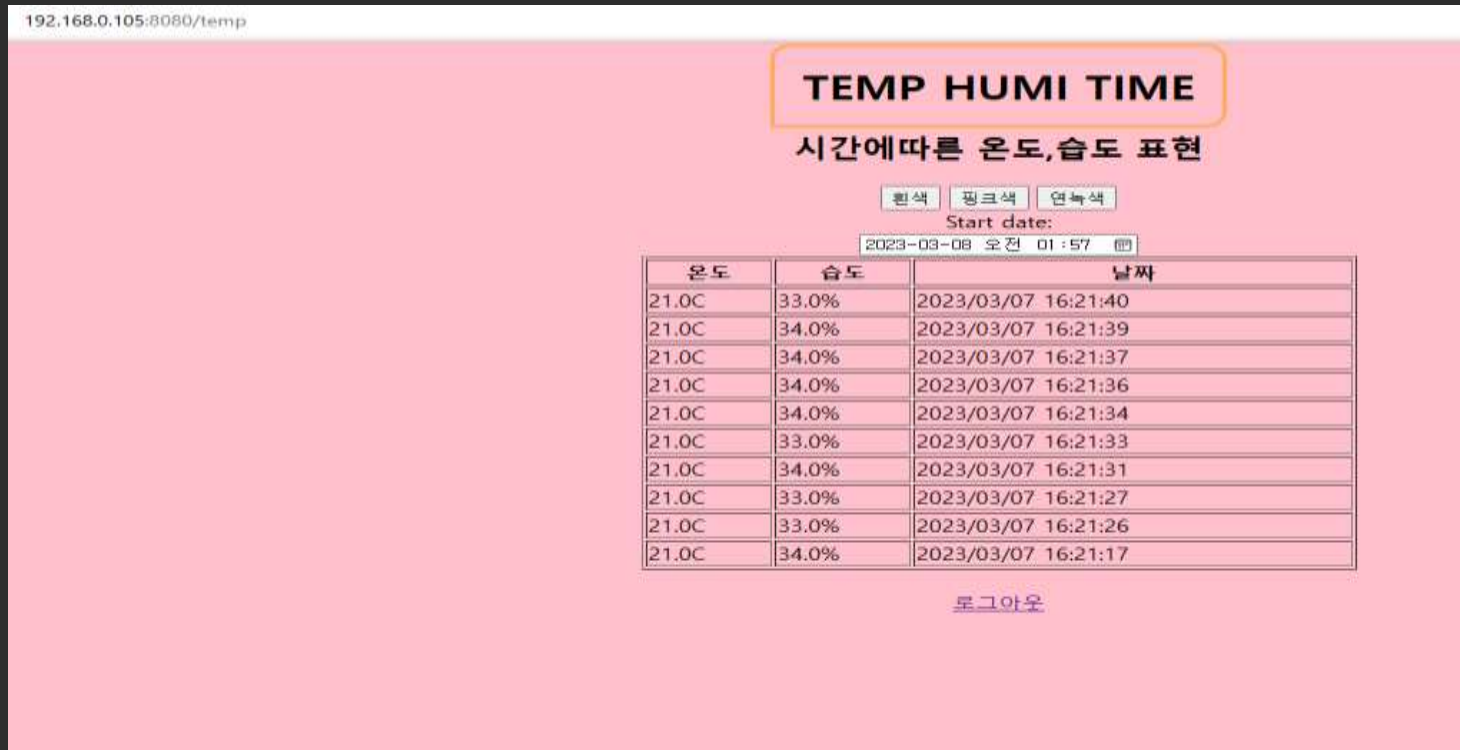 192.168.0.105:8080/temp
TEMP HUMI TIME
시간에따른 온도,습도 표현
흰색 핑크색 연녹색
Start date:
2023-03-08 오전 01:57
온도 습도 날짜
21.0C 33.0% 2023/03/07 16:21:40
21.0C 34.0% 2023/03/07 16:21:39
21.0C 34.0% 2023/03/07 16:21:37
21.0C 34.0% 2023/03/07 16:21:36
21.0C 34.0% 2023/03/07 16:21:34
21.0C 33.0% 2023/03/07 16:21:33
21.0C 34.0% 2023/03/07 16:21:31
21.0C 33.0% 2023/03/07 16:21:27
21.0C 33.0% 2023/03/07 16:21:26
21.0C 34.0% 2023/03/07 16:21:17
로그아웃